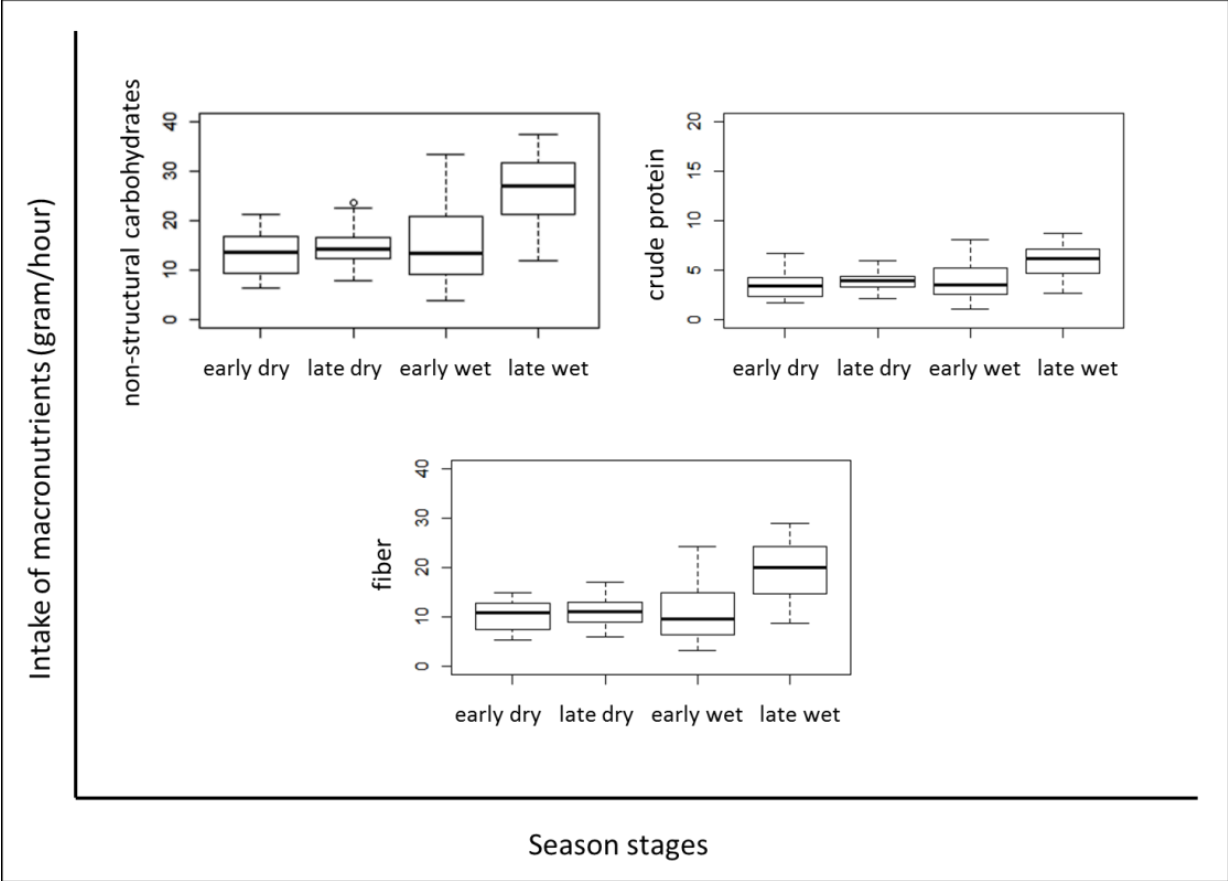 Intake of macronutrients (gram/hour)
non-structural carbohydrates
40
30
20
10
0
early dry late dry early wet late wet
crude protein
20
15
10
5
0
early dry late dry early wet late wet
fiber
40
30
20
10
0
early dry late dry early wet late wet
Season stages